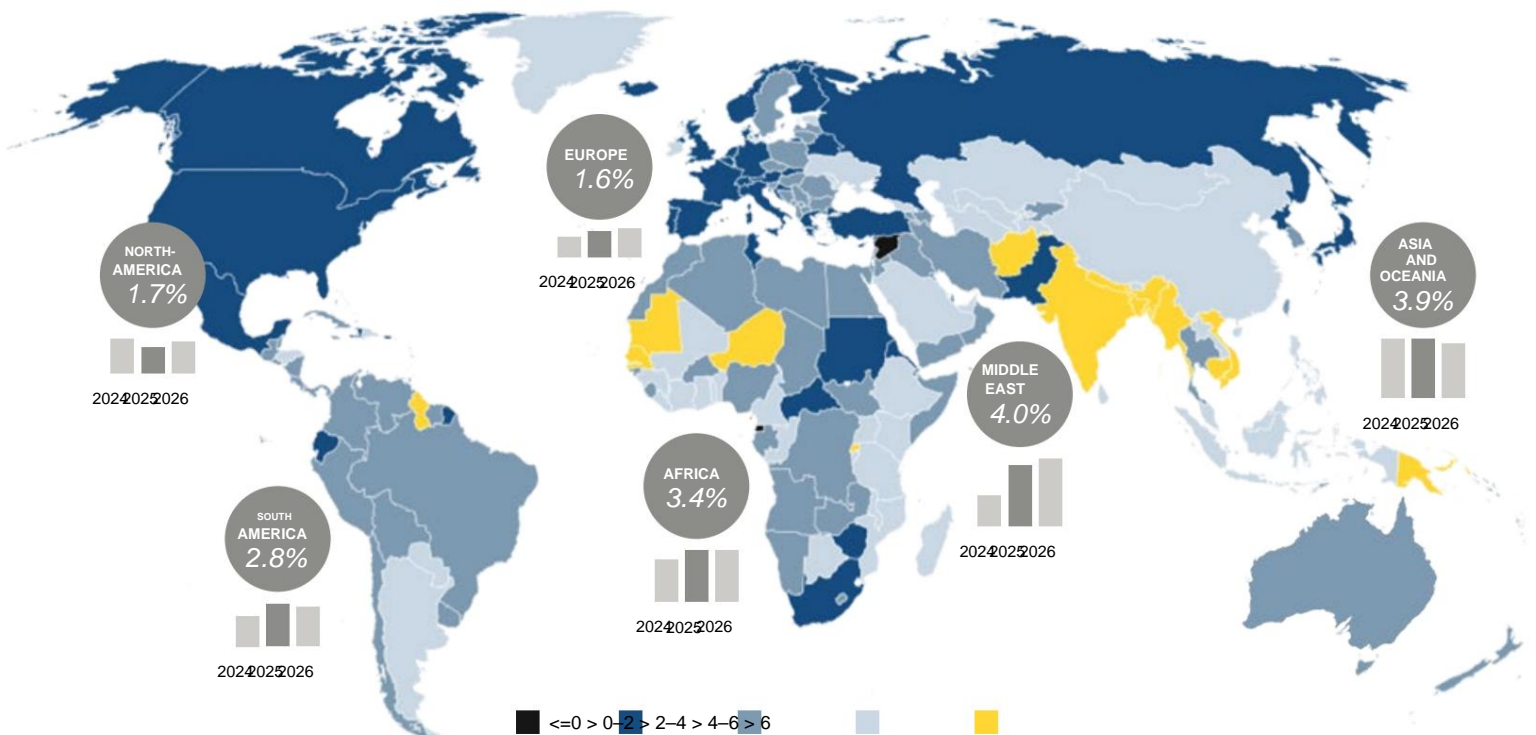 EUROPE
1.6%
2024 2025 2026
NORTH-
AMERICA
1.7%
2024 2025 2026
ASIA
AND
OCEANIA
3.9%
2024 2025 2026
MIDDLE
EAST
4.0%
2024 2025 2026
AFRICA
3.4%
2024 2025 2026
SOUTH
AMERICA
2.8%
2024 2025 2026
<=0 > 0–2 > 2–4 > 4–6 > 6